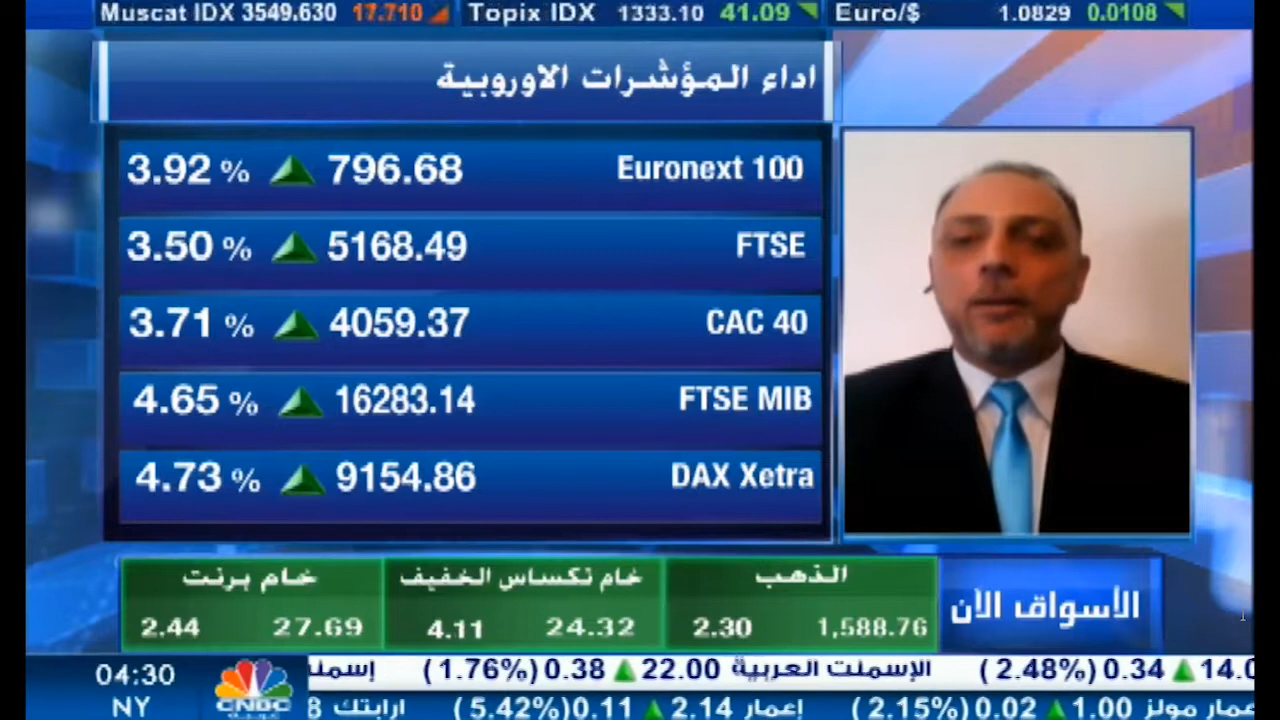 Muscat IDX 3549.630 17.710 Topix IDX 1333.10 41.09 Euro/$ 1.0829 0.0108
اداء المؤشرات الاوروبية
Euronext 100 796.68 3.92 %
FTSE 5168.49 3.50 %
CAC 40 4059.37 3.71 %
FTSE MIB 16283.14 4.65 %
DAX Xetra 9154.86 4.73 %
الأسواق الآن
الذهب
1,588.76 2.30
خام تكساس الخفيف
24.32 4.11
خام برنت
27.69 2.44
0.34 (2.48%) الإسمنت العربية 22.00 0.38 (1.76%)
0.02 (2.15%) إعمار 2.14 0.11 (5.42%) ارابتك
04:30
NY
CNBC
عربية